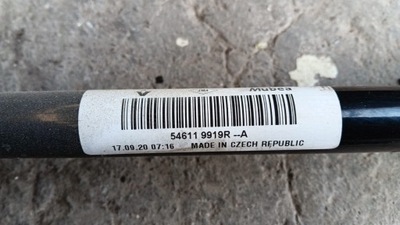 A Mubea
54611 9919R --A
17.09.20 07:16 MADE IN CZECH REPUBLIC